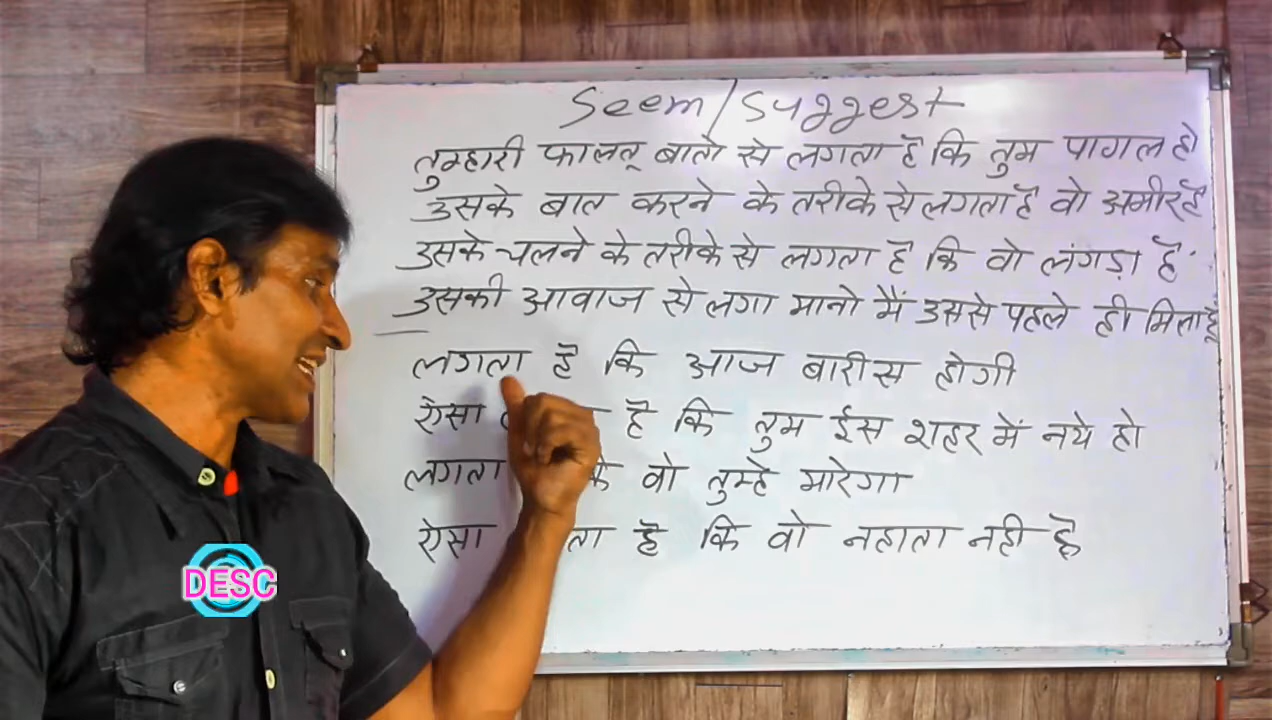 Seem/Suggest
तुम्हारी फालतू बातो से लगता है कि तुम पागल हो
उसके बात करने के तरीके से लगता है वो अमीर है
उसके चलने के तरीके से लगता है कि वो लंगड़ा है
उसकी आवाज से लगा मानो मैं उससे पहले ही मिला हूँ
लगता है कि आज बारीस होगी
ऐसा है कि तुम ईस शहर में नये हो
लगता वो तुम्हे मारेगा
ऐसा है कि वो नहाता नही है
DESC